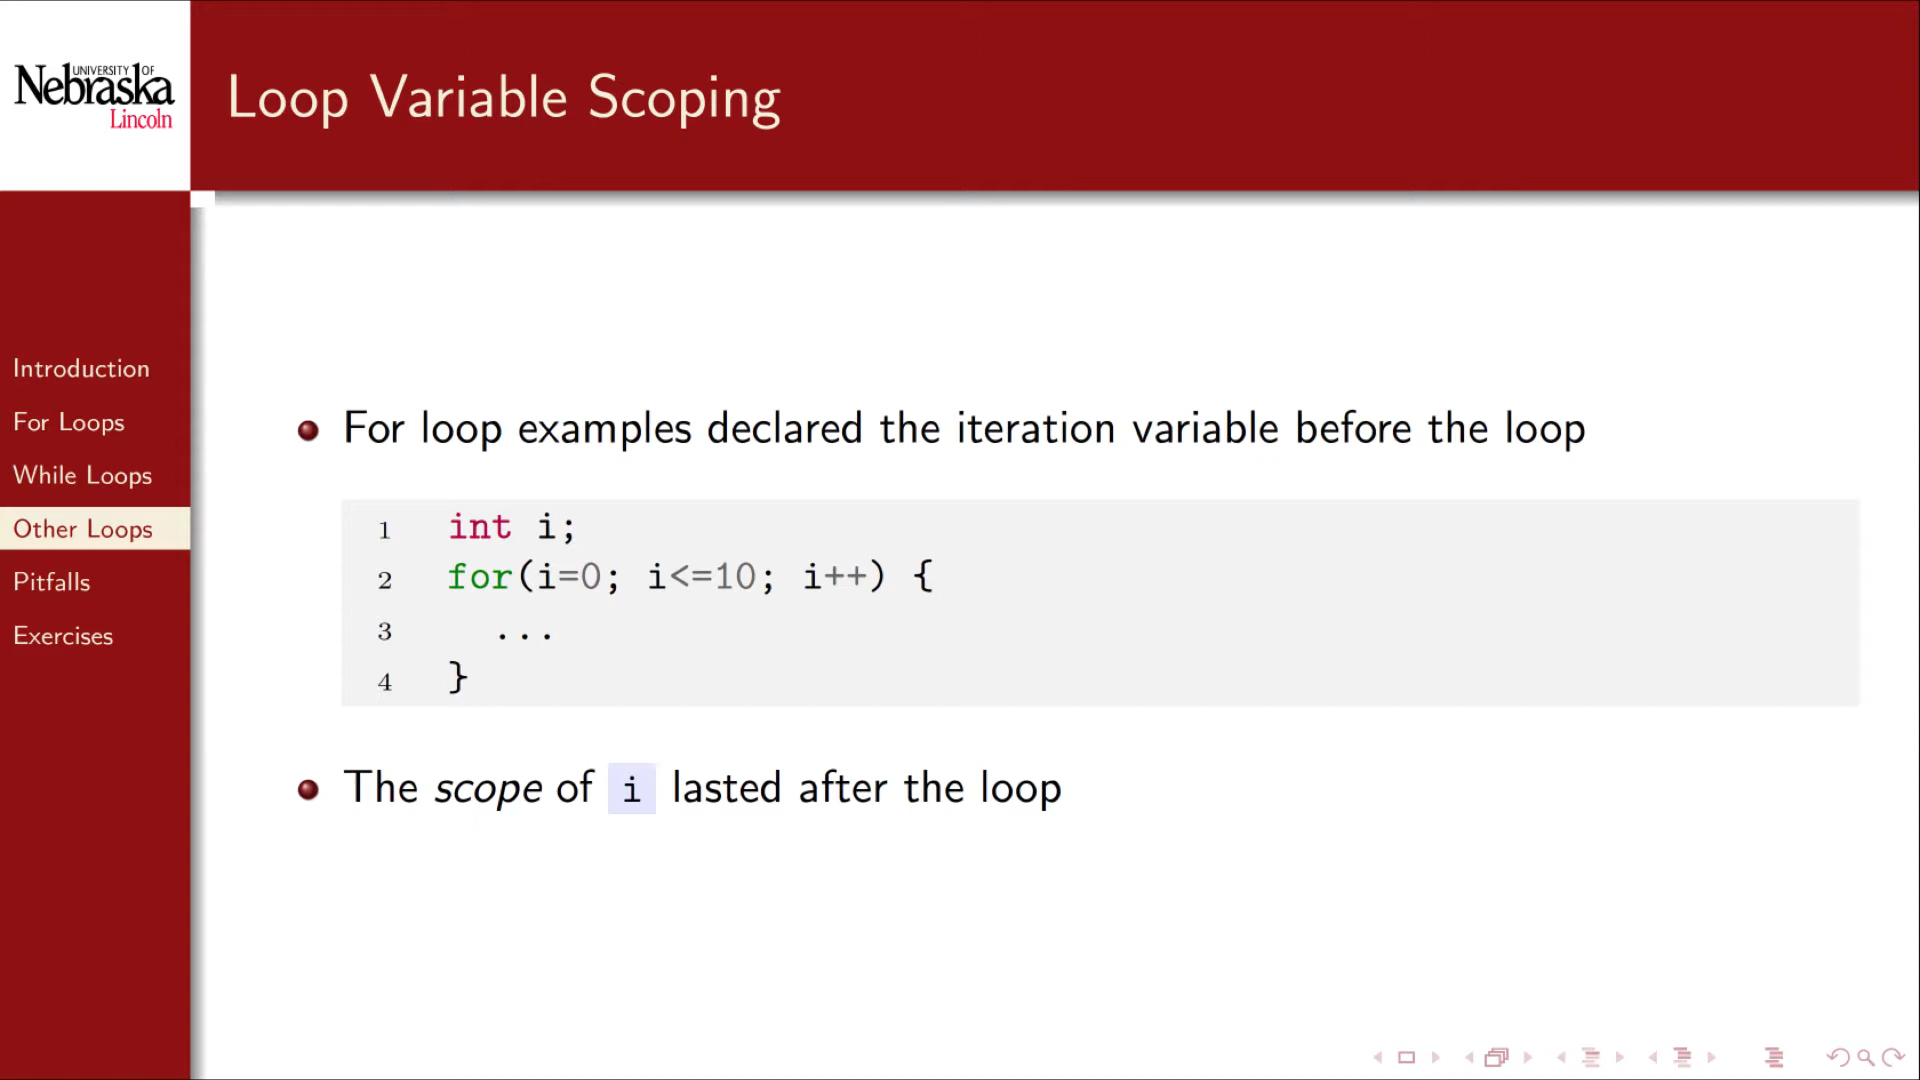 UNIVERSITY OF
Nebraska
Lincoln
Loop Variable Scoping
Introduction
For Loops
While Loops
Other Loops
Pitfalls
Exercises
For loop examples declared the iteration variable before the loop
1 int i;
2 for(i=0; i<=10; i++) {
3 ...
4 }
The scope of i lasted after the loop